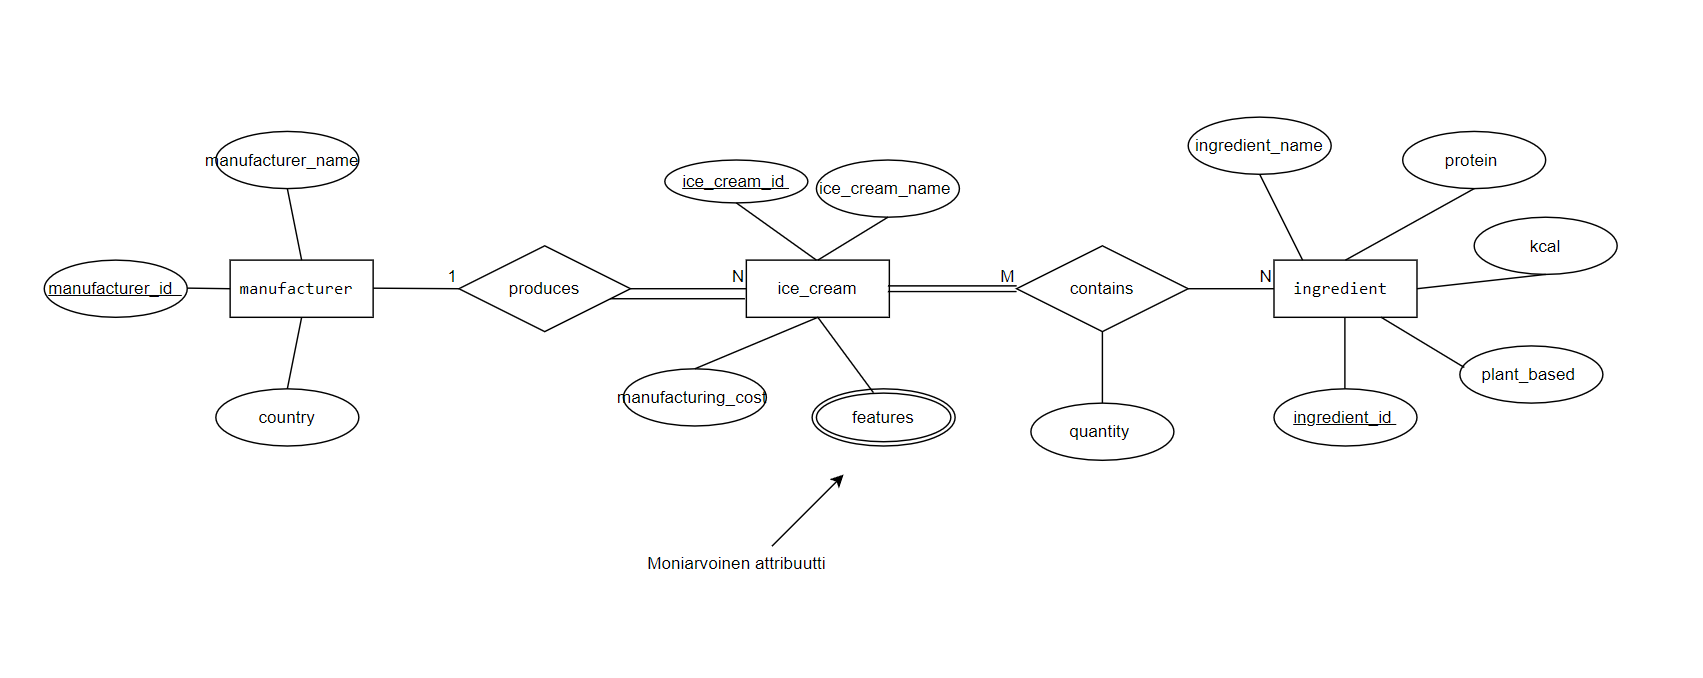 manufacturer_name
manufacturer_id
manufacturer
country
1
produces
N
ice_cream_id
ice_cream_name
ice_cream
manufacturing_cost
features
Moniarvoinen attribuutti
M
contains
N
quantity
ingredient_name
protein
kcal
ingredient
plant_based
ingredient_id